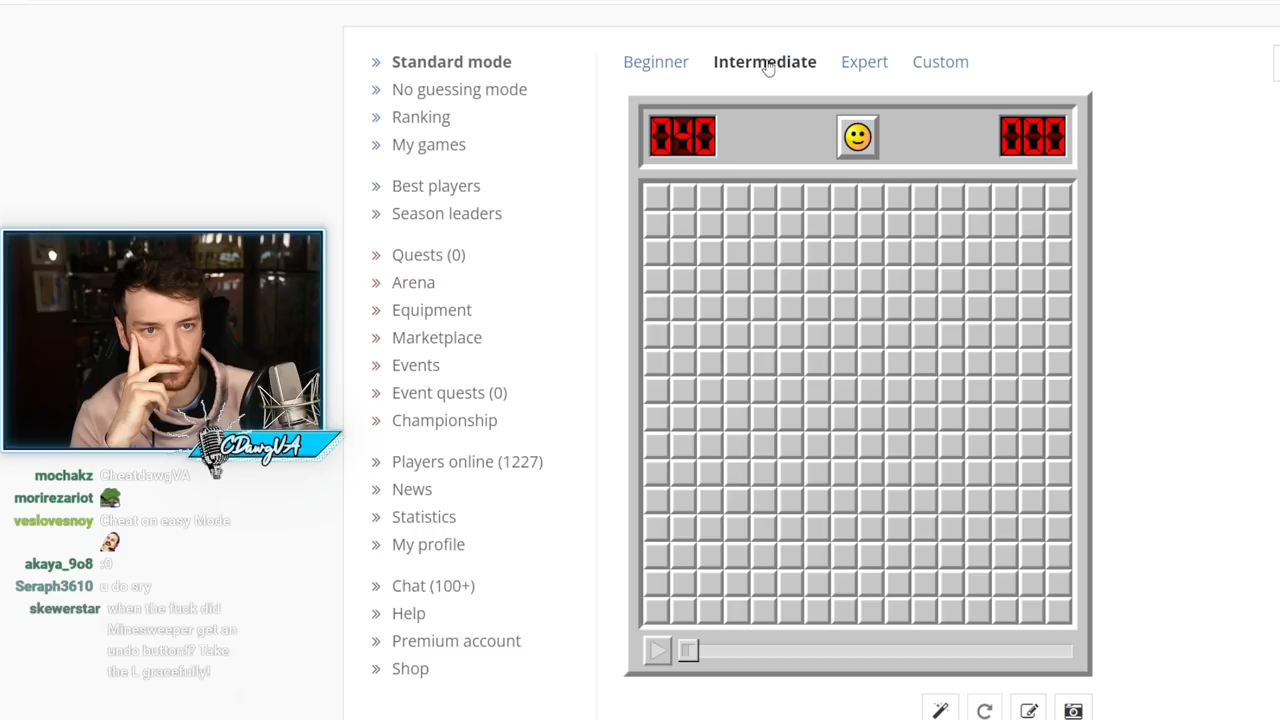 Standard mode
No guessing mode
Ranking
My games
Best players
Season leaders
Quests (0)
Arena
Equipment
Marketplace
Events
Event quests (0)
Championship
Players online (1227)
News
Statistics
My profile
Chat (100+)
Help
Premium account
Shop
Beginner Intermediate Expert Custom
040
000
CDawgVA
mochakz CheatdawgVA
morirezariot
veslovesnoy Cheat on easy Mode
akaya_9o8 :0
Seraph3610 u do sry
skewerstar when the fuck did
Minesweeper get an
undo button!? Take
the L gracefully!